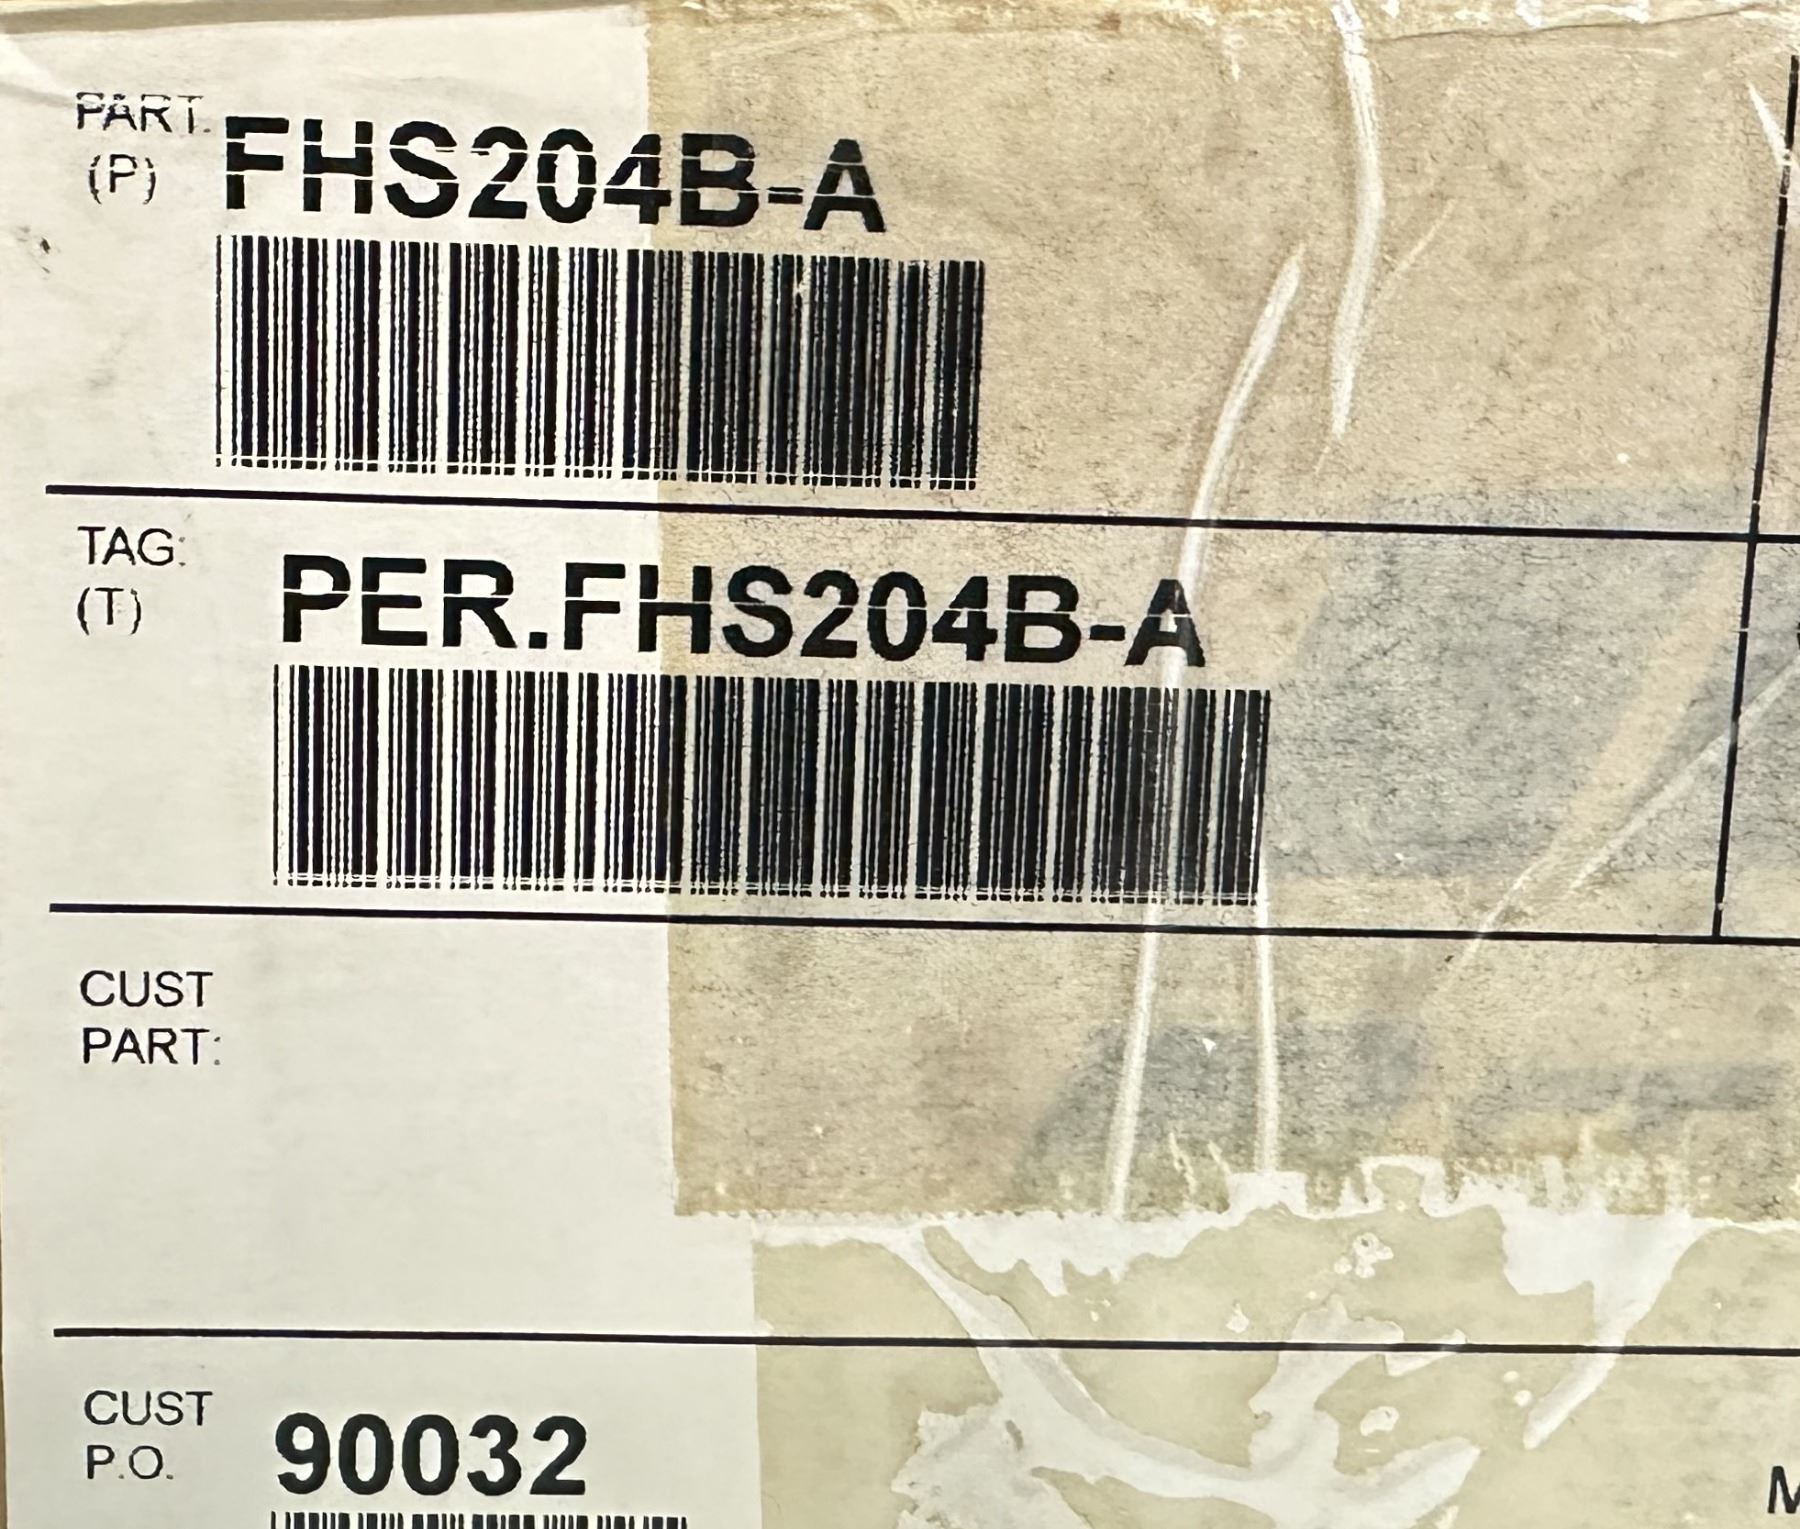 PART.
(P)
FHS204B-A
TAG:
(T)
PER.FHS204B-A
CUST
PART:
CUST
P.O.
90032
M